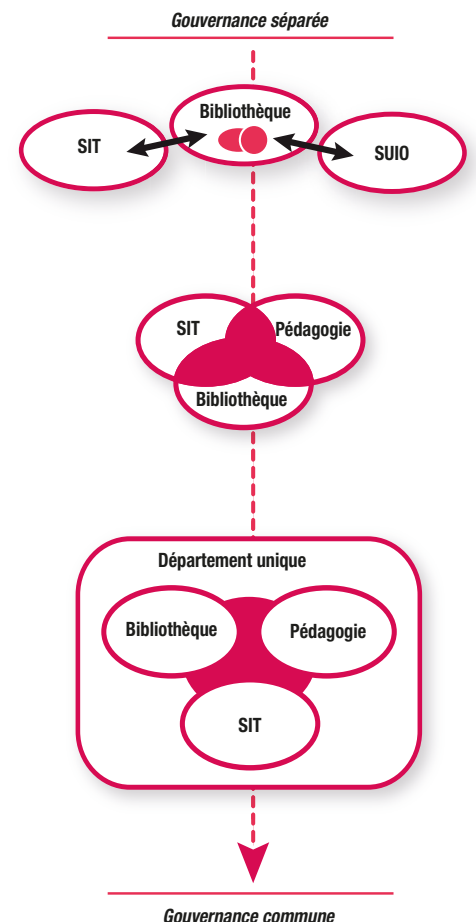 Gouvernance séparée
Bibliothèque
SIT
SUIO
SIT
Pédagogie
Bibliothèque
Département unique
Bibliothèque
Pédagogie
SIT
Gouvernance commune